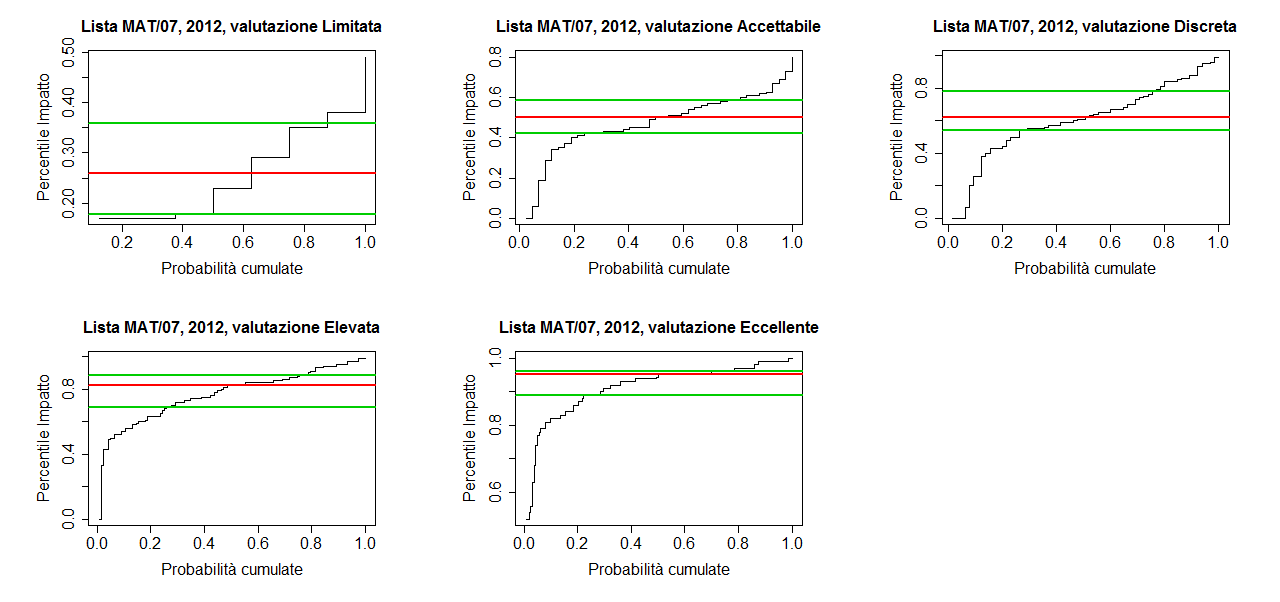 Lista MAT/07, 2012, valutazione Limitata
Percentile Impatto
0.20 0.30 0.40 0.50
0.2 0.4 0.6 0.8 1.0
Probabilità cumulate
Lista MAT/07, 2012, valutazione Accettabile
Percentile Impatto
0.0 0.2 0.4 0.6 0.8
0.0 0.2 0.4 0.6 0.8 1.0
Probabilità cumulate
Lista MAT/07, 2012, valutazione Discreta
Percentile Impatto
0.0 0.4 0.8
0.0 0.2 0.4 0.6 0.8 1.0
Probabilità cumulate
Lista MAT/07, 2012, valutazione Elevata
Percentile Impatto
0.0 0.4 0.8
0.0 0.2 0.4 0.6 0.8 1.0
Probabilità cumulate
Lista MAT/07, 2012, valutazione Eccellente
Percentile Impatto
0.6 0.8 1.0
0.0 0.2 0.4 0.6 0.8 1.0
Probabilità cumulate